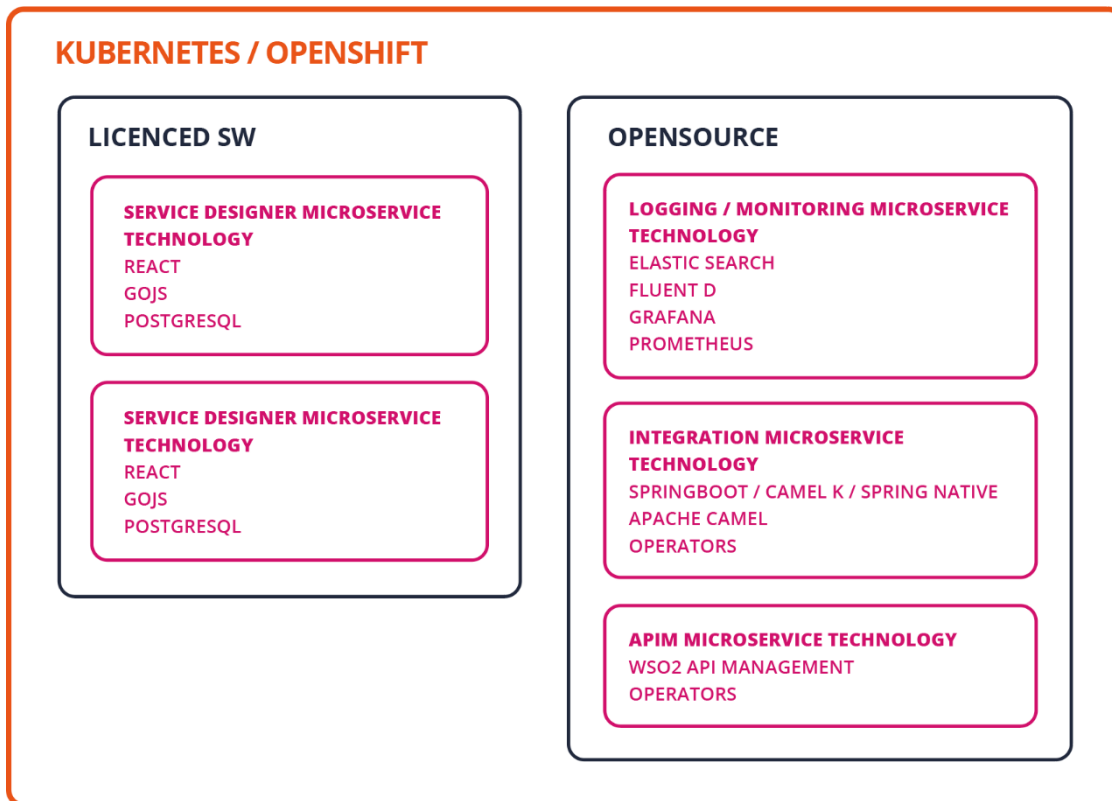 KUBERNETES / OPENSHIFT
LICENCED SW
SERVICE DESIGNER MICROSERVICE
TECHNOLOGY
REACT
GOJS
POSTGRESQL
SERVICE DESIGNER MICROSERVICE
TECHNOLOGY
REACT
GOJS
POSTGRESQL
OPENSOURCE
LOGGING / MONITORING MICROSERVICE
TECHNOLOGY
ELASTIC SEARCH
FLUENT D
GRAFANA
PROMETHEUS
INTEGRATION MICROSERVICE
TECHNOLOGY
SPRINGBOOT / CAMEL K / SPRING NATIVE
APACHE CAMEL
OPERATORS
APIM MICROSERVICE TECHNOLOGY
WSO2 API MANAGEMENT
OPERATORS